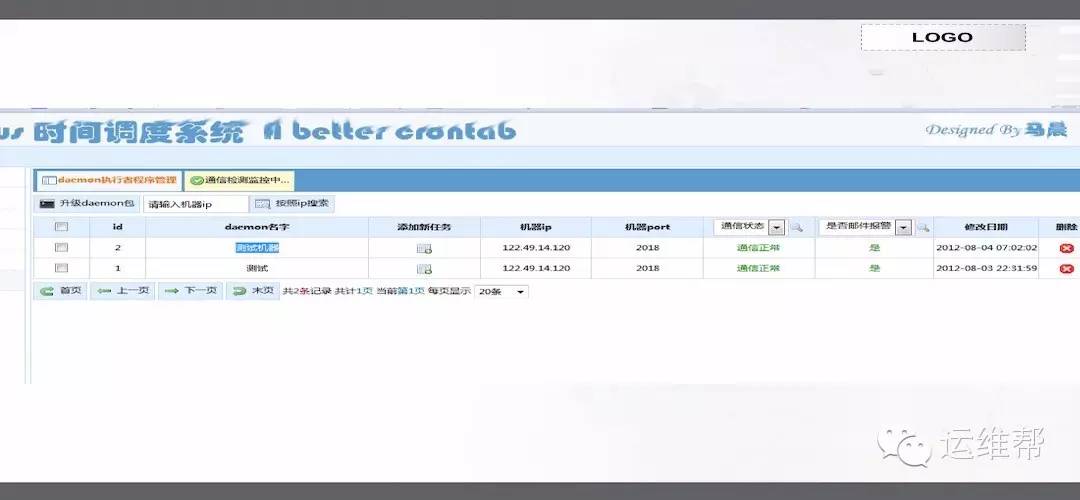 LOGO
us 时间调度系统 A better crontab
Designed By 马晨
daemon执行者程序管理 通信检测监控中...
升级daemon包 请输入机器ip 按照ip搜索
id daemon名字 添加新任务 机器ip 机器port 通信状态 是否邮件报警 修改日期 删除
2 测试机器 122.49.14.120 2018 通信正常 是 2012-08-04 07:02:02
1 测试 122.49.14.120 2018 通信正常 是 2012-08-03 22:31:59
首页 上一页 下一页 末页 共2条记录 共计1页 当前第1页 每页显示 20条
运维帮